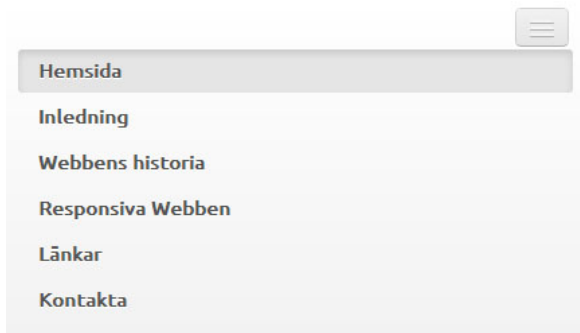 Hemsida
Inledning
Webbens historia
Responsiva Webben
Länkar
Kontakta